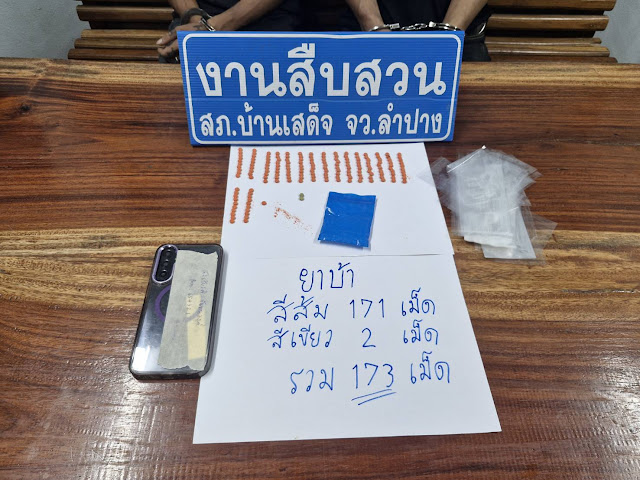 งานสืบสวน
สภ.บ้านเสด็จ จว.ลำปาง
ยาบ้า
สีส้ม 171 เม็ด
สีเขียว 2 เม็ด
รวม 173 เม็ด